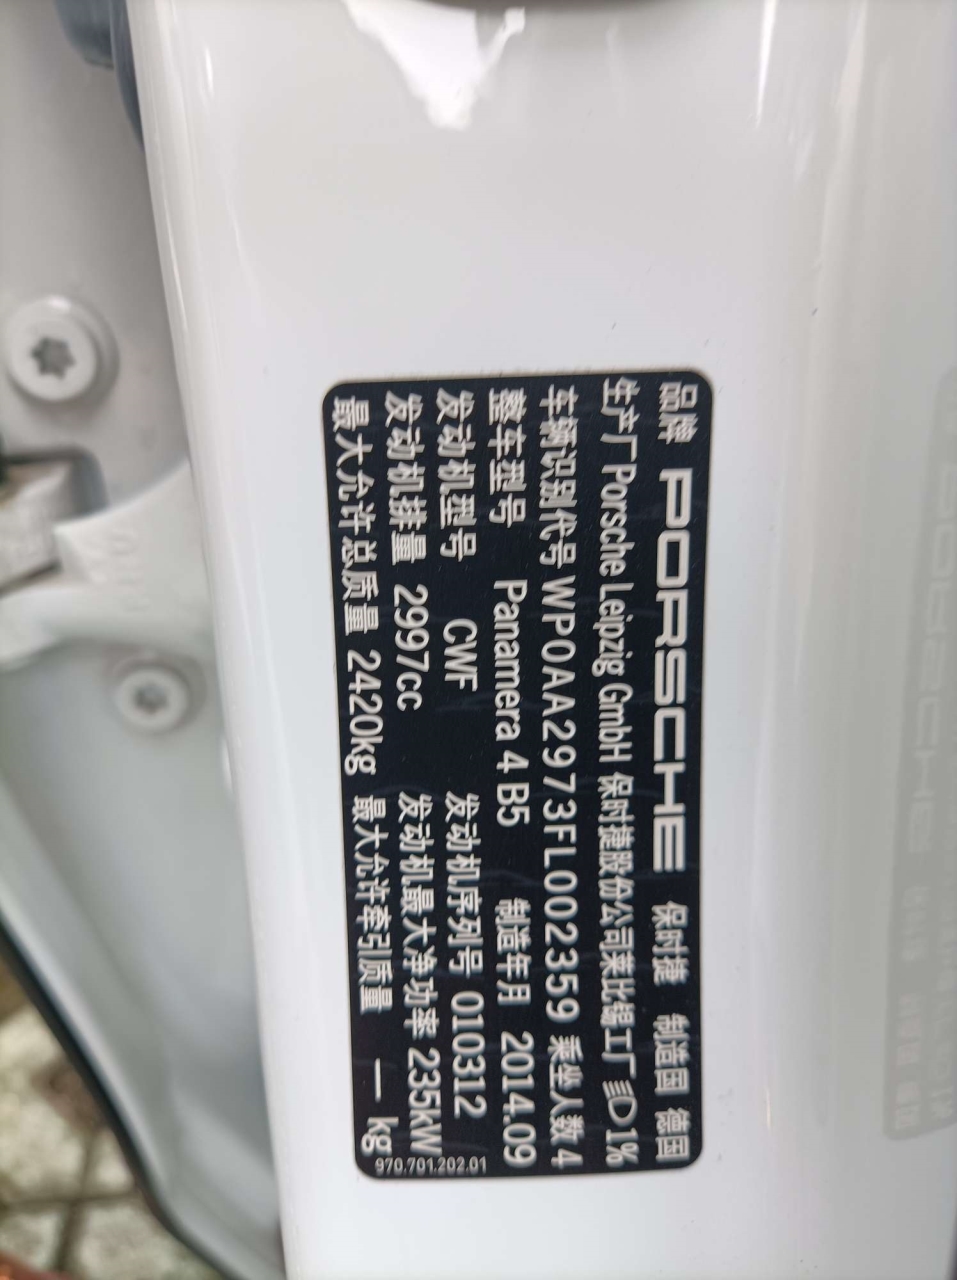 品牌 PORSCHE 保时捷 制造国 德国
生产厂 Porsche Leipzig GmbH 保时捷股份公司莱比锡工厂 1%
车辆识别代号 WP0AA2973FL002359 乘坐人数 4
整车型号 Panamera 4 B5 制造年月 2014.09
发动机型号 CWF 发动机序列号 010312
发动机排量 2997cc 发动机最大净功率 235kW
最大允许总质量 2420kg 最大允许牵引质量 — kg
970.701.202.01